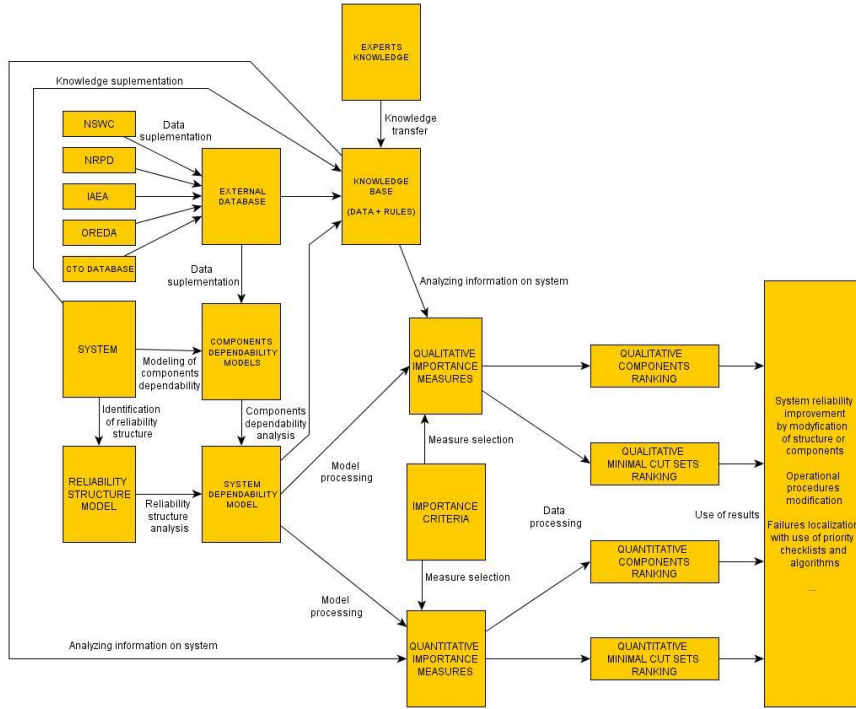 EXPERTS
KNOWLEDGE
Knowledge suplementation
Knowledge
transfer
NSWC
Data
suplementation
NRPD
IAEA
OREDA
CTO DATABASE
EXTERNAL
DATABASE
KNOWLEDGE
BASE
(DATA + RULES)
Data
suplementation
Analyzing information on system
SYSTEM
Modeling of
components
dependability
COMPONENTS
DEPENDABILITY
MODELS
QUALITATIVE
IMPORTANCE
MEASURES
QUALITATIVE
COMPONENTS
RANKING
Identification
of reliability
structure
Components
dependability
analysis
Measure selection
QUALITATIVE
MINIMAL CUT SETS
RANKING
RELIABILITY
STRUCTURE
MODEL
Reliability
structure
analysis
SYSTEM
DEPENDABILITY
MODEL
Model
processing
IMPORTANCE
CRITERIA
Data
processing
Use of results
System reliability
improvement
by modyfication
of structure or
components
Operational
procedures
modification
Failures localization
with use of priority
checklists and
algorithms
...
QUANTITATIVE
COMPONENTS
RANKING
Measure selection
Model
processing
Analyzing information on system
QUANTITATIVE
IMPORTANCE
MEASURES
QUANTITATIVE
MINIMAL CUT SETS
RANKING